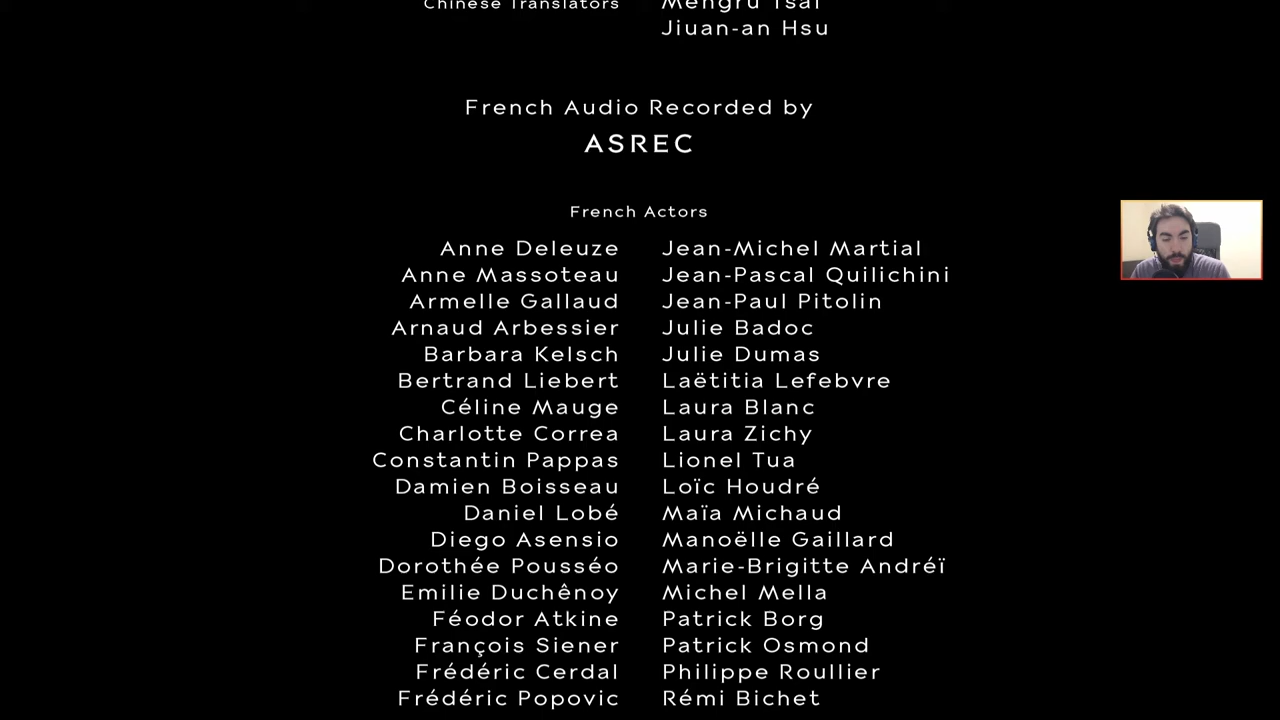 Chinese Translators Mengru Tsai
Jiuan-an Hsu
French Audio Recorded by
ASREC
French Actors
Anne Deleuze Jean-Michel Martial
Anne Massoteau Jean-Pascal Quilichini
Armelle Gallaud Jean-Paul Pitolin
Arnaud Arbessier Julie Badoc
Barbara Kelsch Julie Dumas
Bertrand Liebert Laëtitia Lefebvre
Céline Mauge Laura Blanc
Charlotte Correa Laura Zichy
Constantin Pappas Lionel Tua
Damien Boisseau Loïc Houdré
Daniel Lobé Maïa Michaud
Diego Asensio Manoëlle Gaillard
Dorothée Pousséo Marie-Brigitte Andréï
Emilie Duchênoy Michel Mella
Féodor Atkine Patrick Borg
François Siener Patrick Osmond
Frédéric Cerdal Philippe Roullier
Frédéric Popovic Rémi Bichet